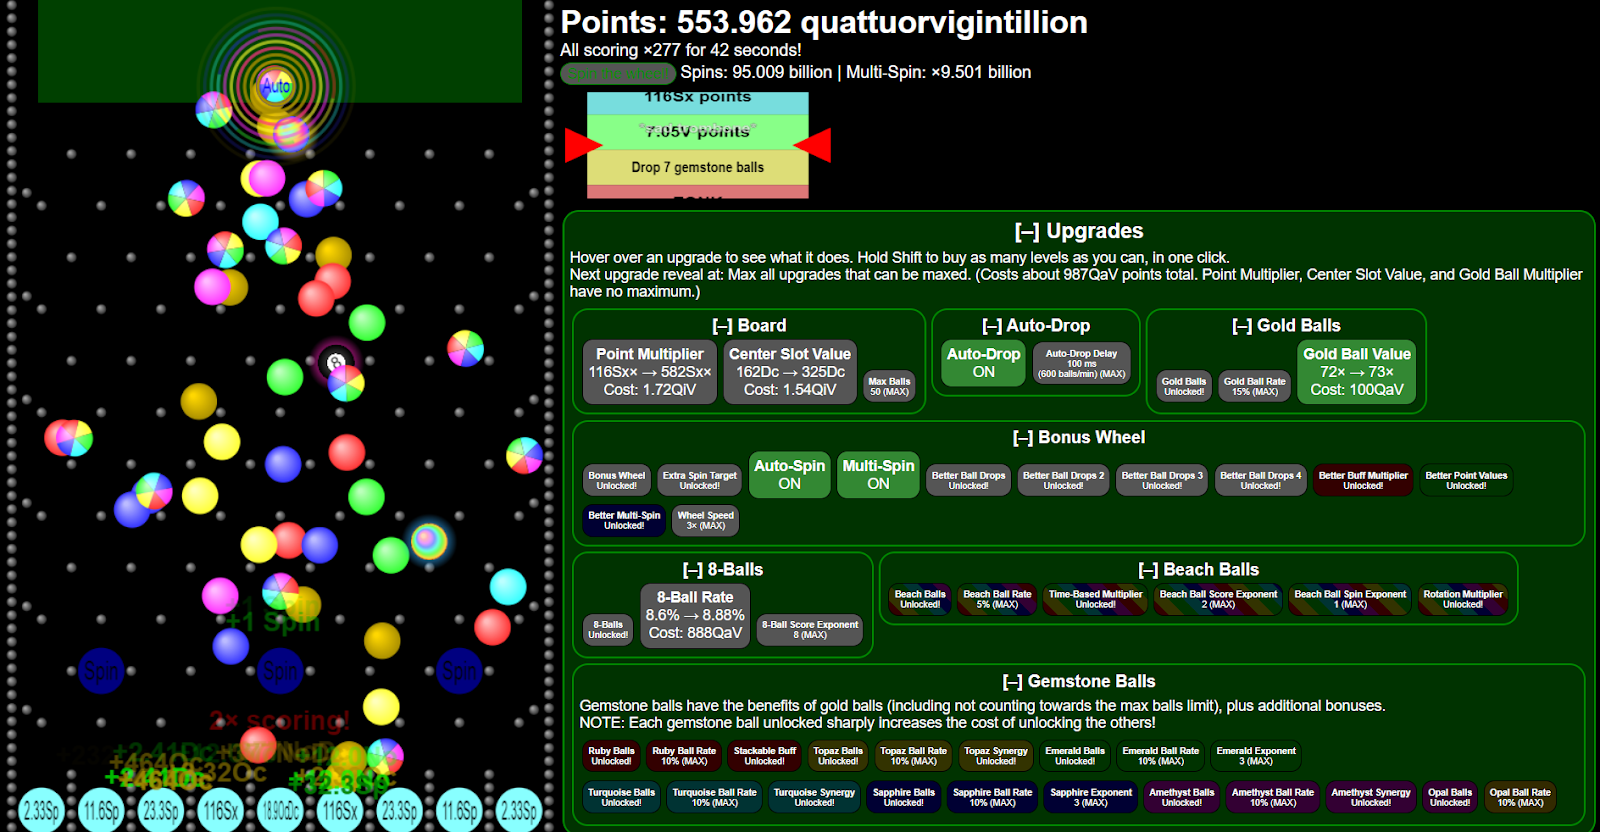 Points: 553.962 quattuorvigintillion
All scoring ×277 for 42 seconds!
Spin the wheel! Spins: 95.009 billion | Multi-Spin: ×9.501 billion
116Sx points
7.05V points
Drop 7 gemstone balls
[–] Upgrades
Hover over an upgrade to see what it does. Hold Shift to buy as many levels as you can, in one click.
Next upgrade reveal at: Max all upgrades that can be maxed. (Costs about 987QaV points total. Point Multiplier, Center Slot Value, and Gold Ball Multiplier
have no maximum.)
[–] Board
Point Multiplier
116Sx× → 582Sx×
Cost: 1.72QiV
Center Slot Value
162Dc → 325Dc
Cost: 1.54QiV
Max Balls
50 (MAX)
[–] Auto-Drop
Auto-Drop
ON
Auto-Drop Delay
100 ms
(600 balls/min) (MAX)
[–] Gold Balls
Gold Balls
Unlocked!
Gold Ball Rate
15% (MAX)
Gold Ball Value
72× → 73×
Cost: 100QaV
[–] Bonus Wheel
Bonus Wheel
Unlocked!
Extra Spin Target
Unlocked!
Auto-Spin
ON
Multi-Spin
ON
Better Ball Drops
Unlocked!
Better Ball Drops 2
Unlocked!
Better Ball Drops 3
Unlocked!
Better Ball Drops 4
Unlocked!
Better Buff Multiplier
Unlocked!
Better Point Values
Unlocked!
Better Multi-Spin
Unlocked!
Wheel Speed
3× (MAX)
[–] 8-Balls
8-Balls
Unlocked!
8-Ball Rate
8.6% → 8.88%
Cost: 888QaV
8-Ball Score Exponent
8 (MAX)
[–] Beach Balls
Beach Balls
Unlocked!
Beach Ball Rate
5% (MAX)
Time-Based Multiplier
Unlocked!
Beach Ball Score Exponent
2 (MAX)
Beach Ball Spin Exponent
1 (MAX)
Rotation Multiplier
Unlocked!
[–] Gemstone Balls
Gemstone balls have the benefits of gold balls (including not counting towards the max balls limit), plus additional bonuses.
NOTE: Each gemstone ball unlocked sharply increases the cost of unlocking the others!
Ruby Balls
Unlocked!
Ruby Ball Rate
10% (MAX)
Stackable Buff
Unlocked!
Topaz Balls
Unlocked!
Topaz Ball Rate
10% (MAX)
Topaz Synergy
Unlocked!
Emerald Balls
Unlocked!
Emerald Ball Rate
10% (MAX)
Emerald Exponent
3 (MAX)
Turquoise Balls
Unlocked!
Turquoise Ball Rate
10% (MAX)
Turquoise Synergy
Unlocked!
Sapphire Balls
Unlocked!
Sapphire Ball Rate
10% (MAX)
Sapphire Exponent
3 (MAX)
Amethyst Balls
Unlocked!
Amethyst Ball Rate
10% (MAX)
Amethyst Synergy
Unlocked!
Opal Balls
Unlocked!
Opal Ball Rate
10% (MAX)
Auto
8
+1 Spin
Spin Spin Spin
2× scoring!
2.33Sp 11.6Sp 23.3Sp 116Sx 116Sx 23.3Sp 11.6Sp 2.33Sp